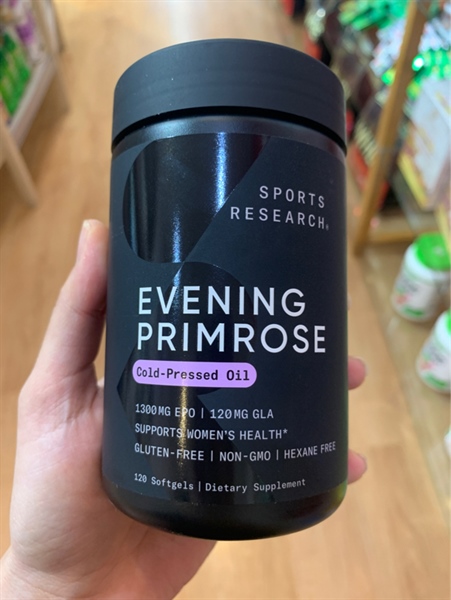 SPORTS
RESEARCH®
EVENING
PRIMROSE
Cold-Pressed Oil
1300MG EPO | 120MG GLA
SUPPORTS WOMEN'S HEALTH*
GLUTEN-FREE | NON-GMO | HEXANE FREE
120 Softgels | Dietary Supplement